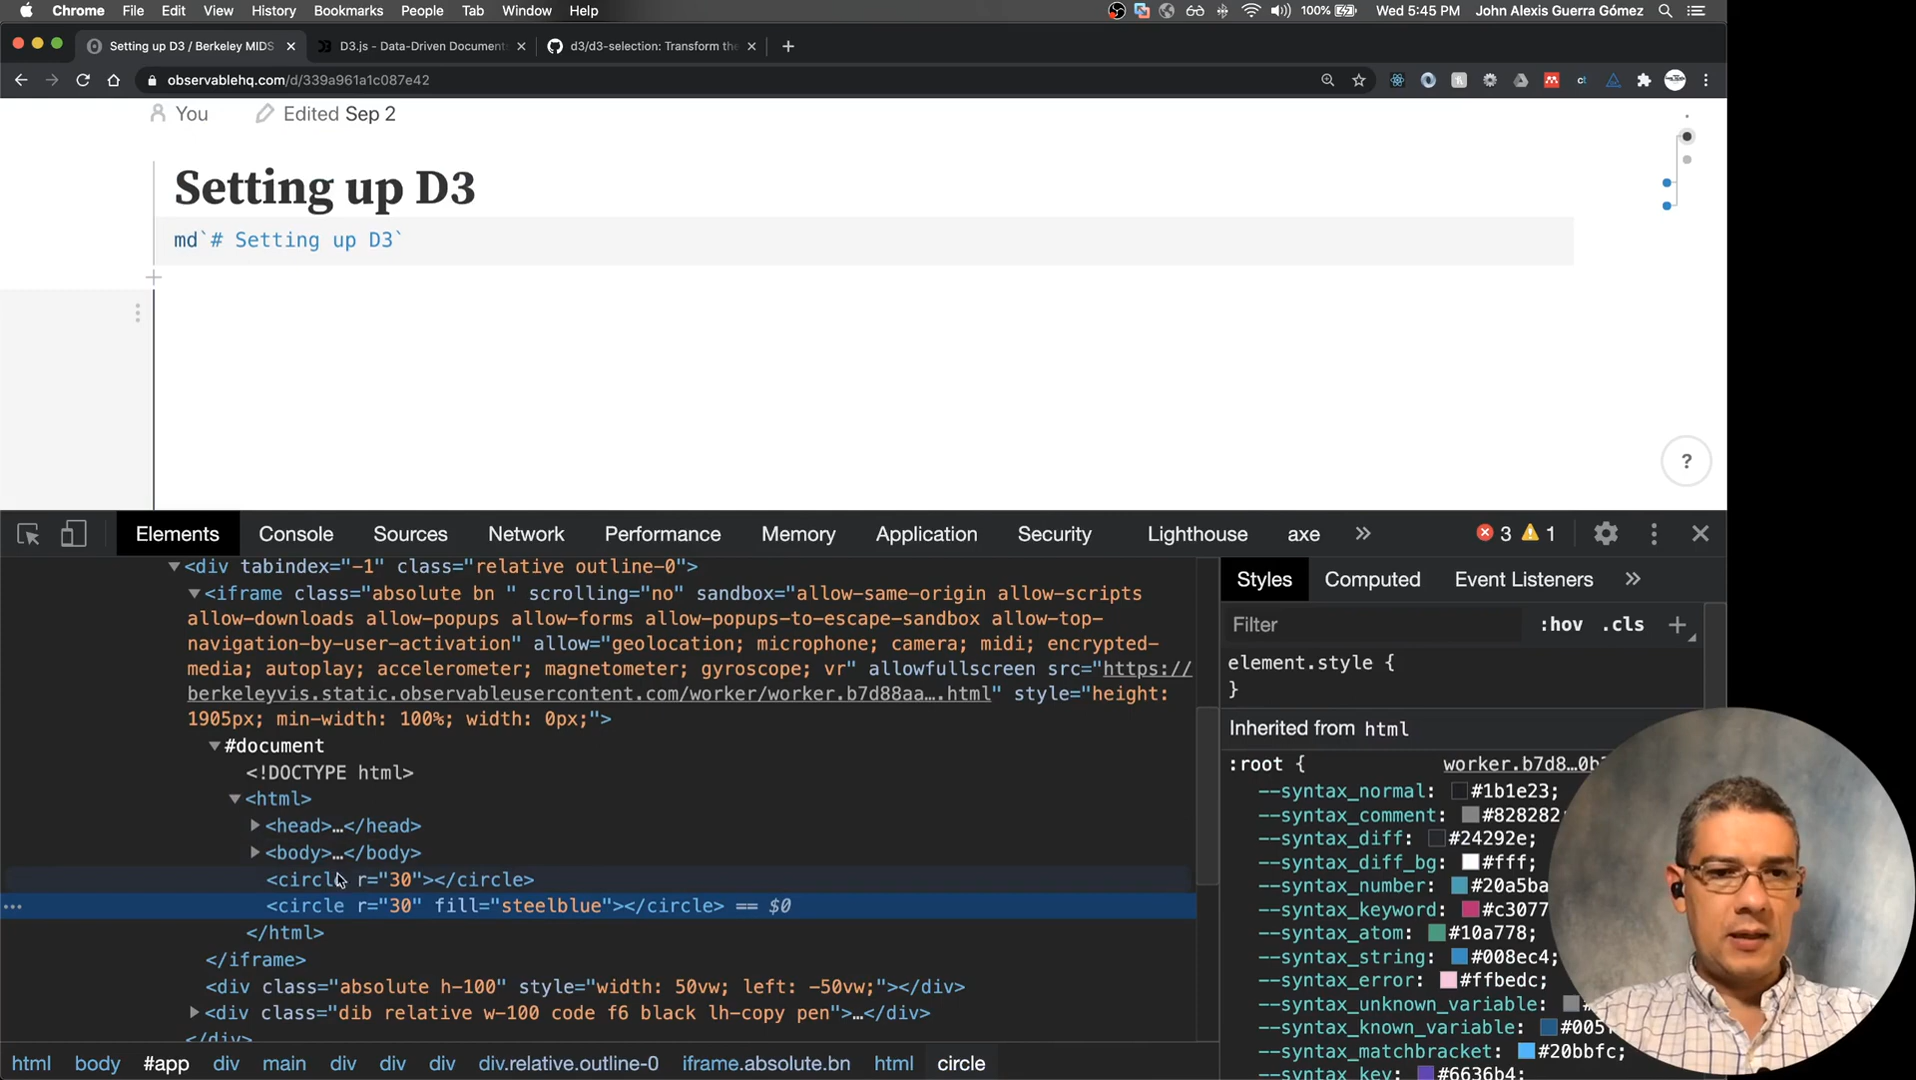 Chrome File Edit View History Bookmarks People Tab Window Help 100% Wed 5:45 PM John Alexis Guerra Gómez
Setting up D3 / Berkeley MIDS D3.js - Data-Driven Document d3/d3-selection: Transform the
observablehq.com/d/339a961a1c087e42
You Edited Sep 2
Setting up D3
md`# Setting up D3`
?
Elements Console Sources Network Performance Memory Application Security Lighthouse axe » 3 1
<div tabindex="-1" class="relative outline-0">
<iframe class="absolute bn " scrolling="no" sandbox="allow-same-origin allow-scripts
allow-downloads allow-popups allow-forms allow-popups-to-escape-sandbox allow-top-
navigation-by-user-activation" allow="geolocation; microphone; camera; midi; encrypted-
media; autoplay; accelerometer; magnetometer; gyroscope; vr" allowfullscreen src="https://
berkeleyvis.static.observableusercontent.com/worker/worker.b7d88aa….html" style="height:
1905px; min-width: 100%; width: 0px;">
#document
<!DOCTYPE html>
<html>
<head>…</head>
<body>…</body>
<circle r="30"></circle>
… <circle r="30" fill="steelblue"></circle> == $0
</html>
</iframe>
<div class="absolute h-100" style="width: 50vw; left: -50vw;"></div>
<div class="dib relative w-100 code f6 black lh-copy pen">…</div>
</div>
html body #app div main div div div.relative.outline-0 iframe.absolute.bn html circle
Styles Computed Event Listeners »
Filter :hov .cls +
element.style {
}
Inherited from html
:root { worker.b7d8…0b
--syntax_normal: #1b1e23;
--syntax_comment: #828282
--syntax_diff: #24292e;
--syntax_diff_bg: #fff;
--syntax_number: #20a5ba
--syntax_keyword: #c3077
--syntax_atom: #10a778;
--syntax_string: #008ec4;
--syntax_error: #ffbedc;
--syntax_unknown_variable: #
--syntax_known_variable: #005
--syntax_matchbracket: #20bbfc;
--syntax_key: #6636b4;